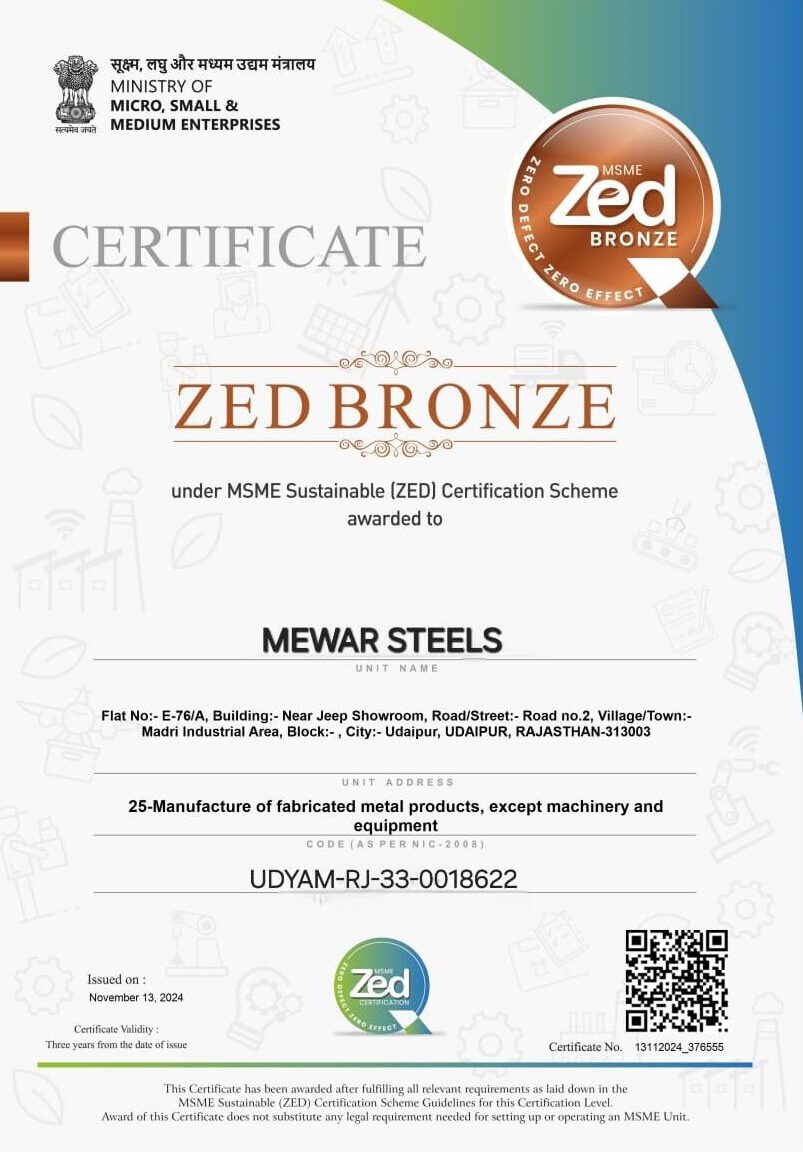 सूक्ष्म, लघु और मध्यम उद्यम मंत्रालय
MINISTRY OF
MICRO, SMALL &
MEDIUM ENTERPRISES
सत्यमेव जयते
MSME
Zed
BRONZE
ZERO DEFECT ZERO EFFECT
CERTIFICATE
ZED BRONZE
under MSME Sustainable (ZED) Certification Scheme
awarded to
MEWAR STEELS
UNIT NAME
Flat No:- E-76/A, Building:- Near Jeep Showroom, Road/Street:- Road no.2, Village/Town:-
Madri Industrial Area, Block:- , City:- Udaipur, UDAIPUR, RAJASTHAN-313003
UNIT ADDRESS
25-Manufacture of fabricated metal products, except machinery and
equipment
CODE (AS PER NIC-2008)
UDYAM-RJ-33-0018622
Issued on :
November 13, 2024
Certificate Validity :
Three years from the date of issue
MSME
Zed
CERTIFICATION
ZERO DEFECT ZERO EFFECT
Certificate No. 13112024_376555
This Certificate has been awarded after fulfilling all relevant requirements as laid down in the
MSME Sustainable (ZED) Certification Scheme Guidelines for this Certification Level.
Award of this Certificate does not substitute any legal requirement needed for setting up or operating an MSME Unit.